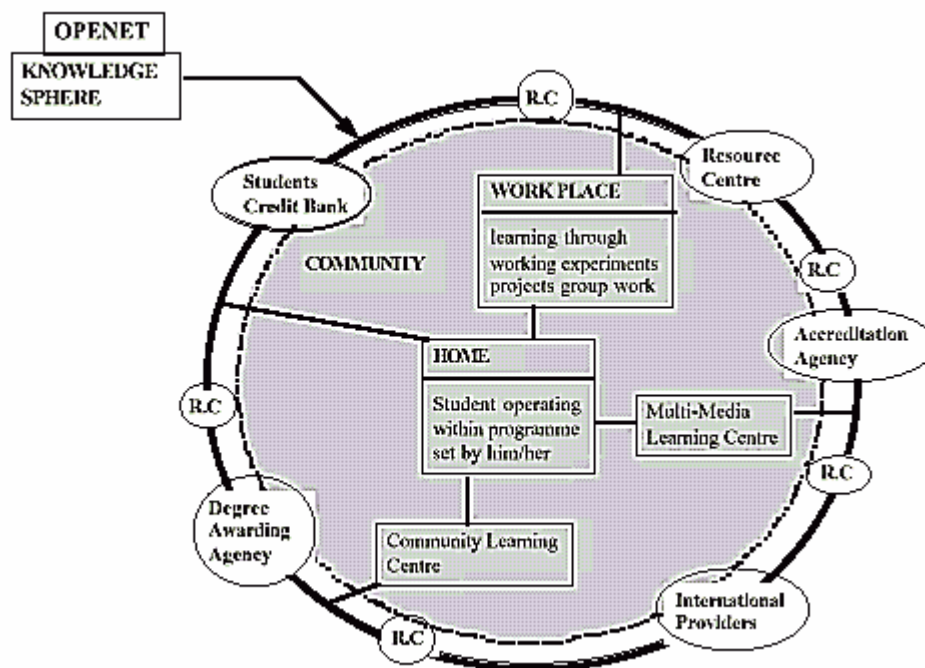 OPENET
KNOWLEDGE
SPHERE
R.C
Resource
Centre
Students
Credit Bank
WORK PLACE
learning through
working experiments
projects group work
COMMUNITY
R.C
Accreditation
Agency
HOME
Student operating
within programme
set by him/her
Multi-Media
Learning Centre
R.C
R.C
Degree
Awarding
Agency
Community Learning
Centre
International
Providers
R.C